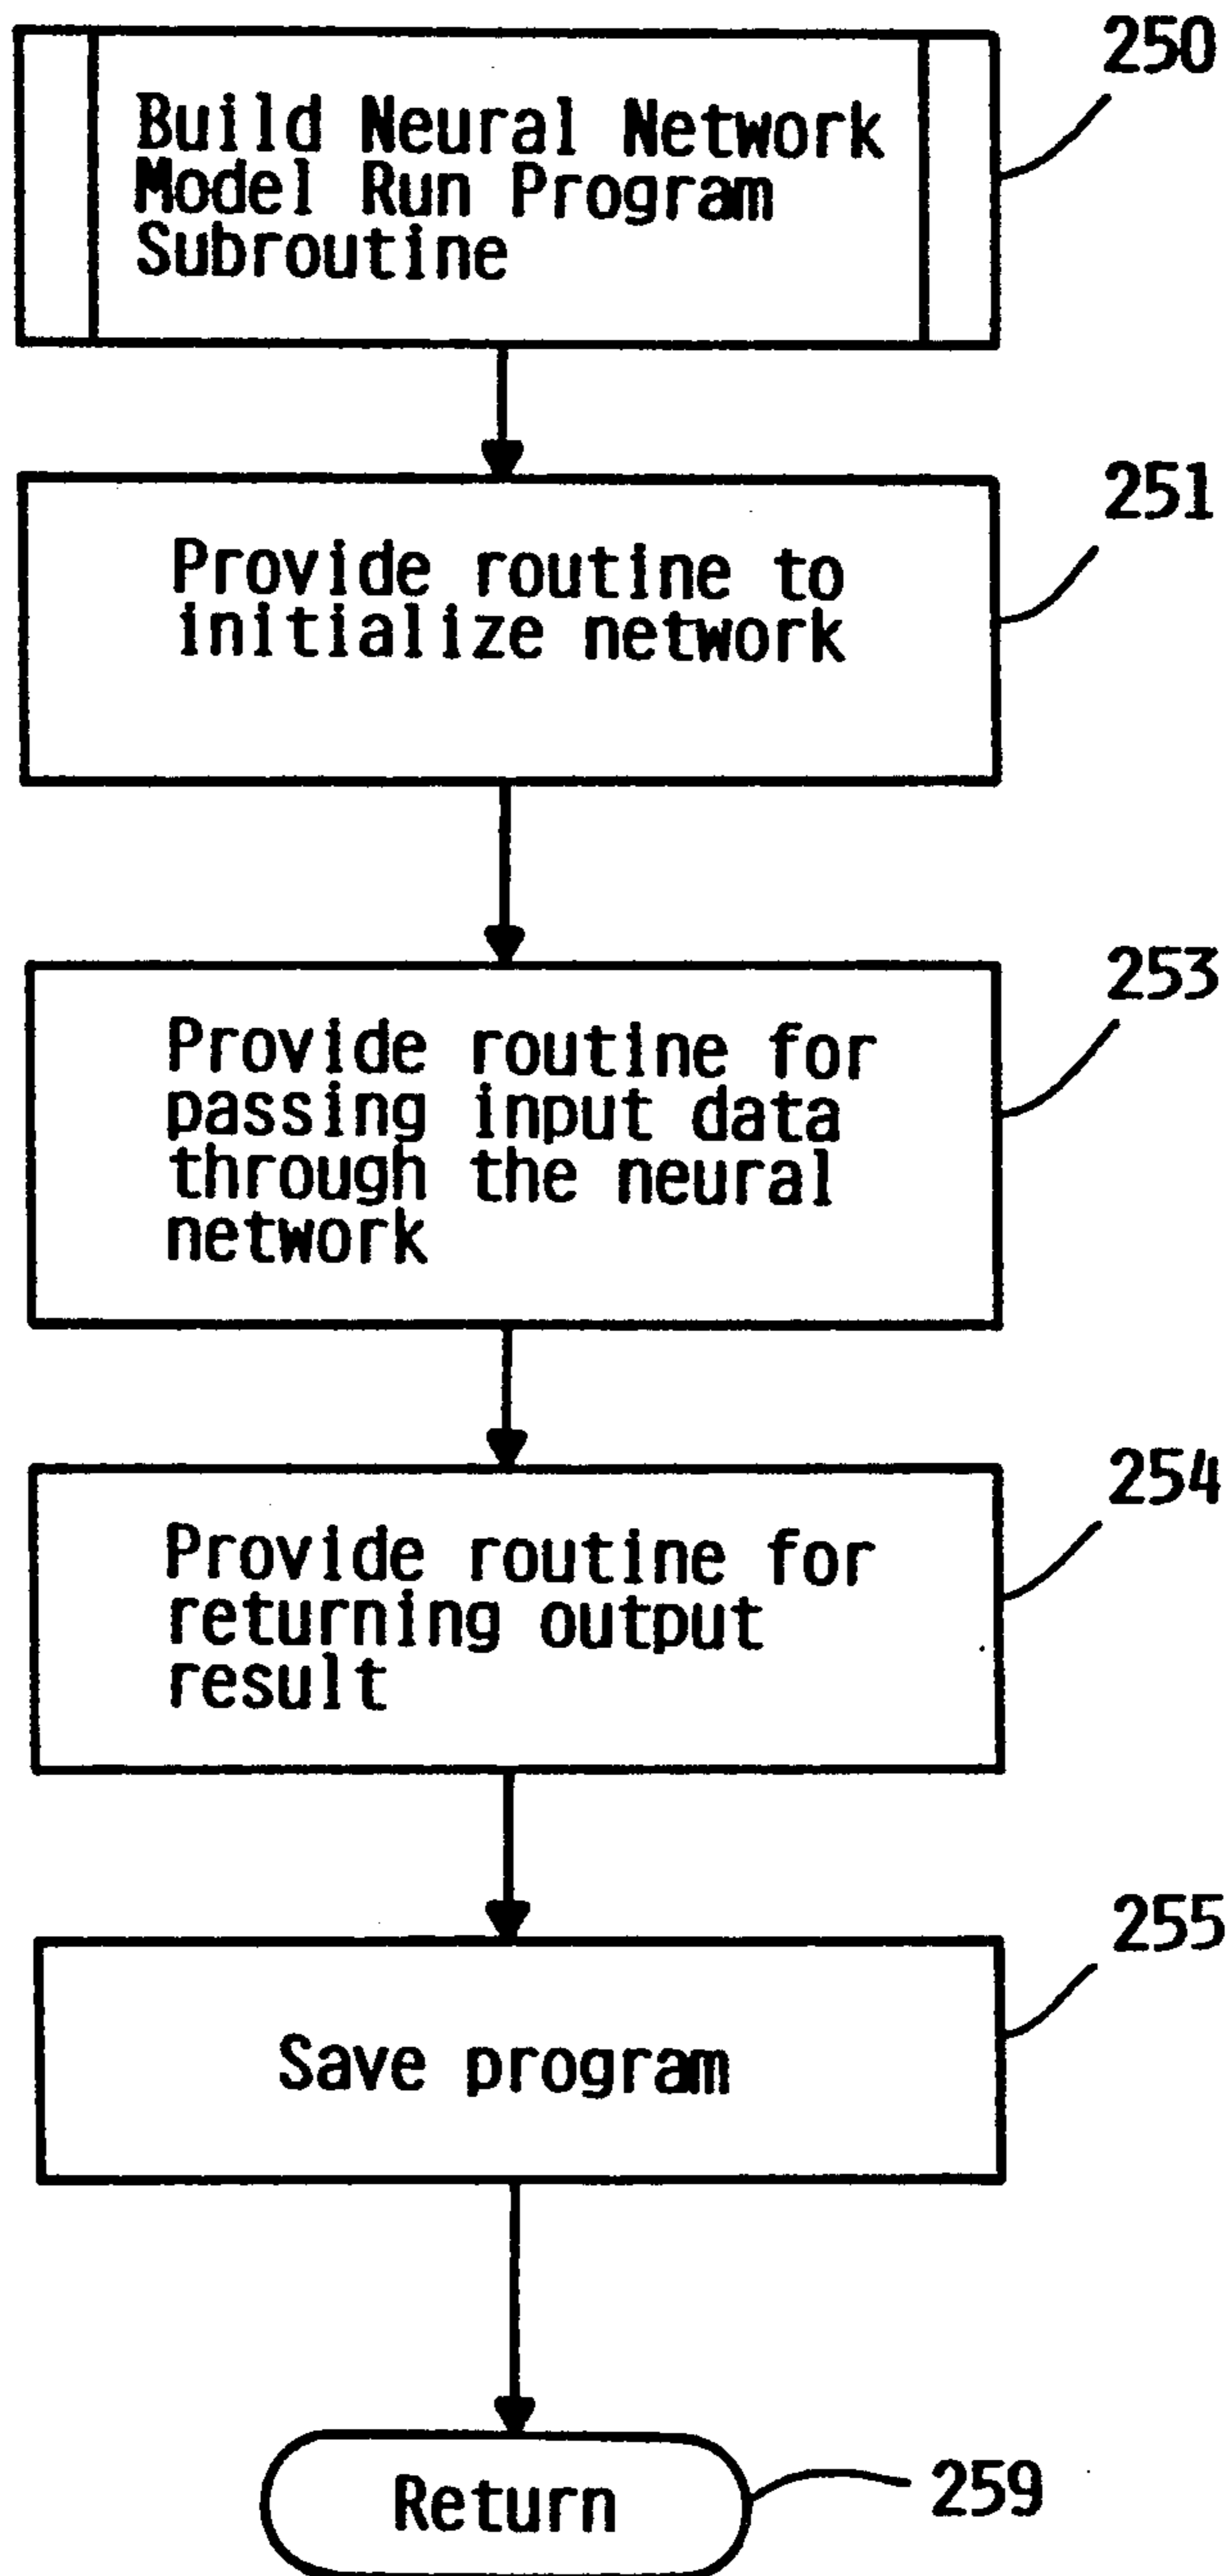 250
Build Neural Network
Model Run Program
Subroutine
251
Provide routine to
initialize network
253
Provide routine for
passing input data
through the neural
network
254
Provide routine for
returning output
result
255
Save program
Return
259